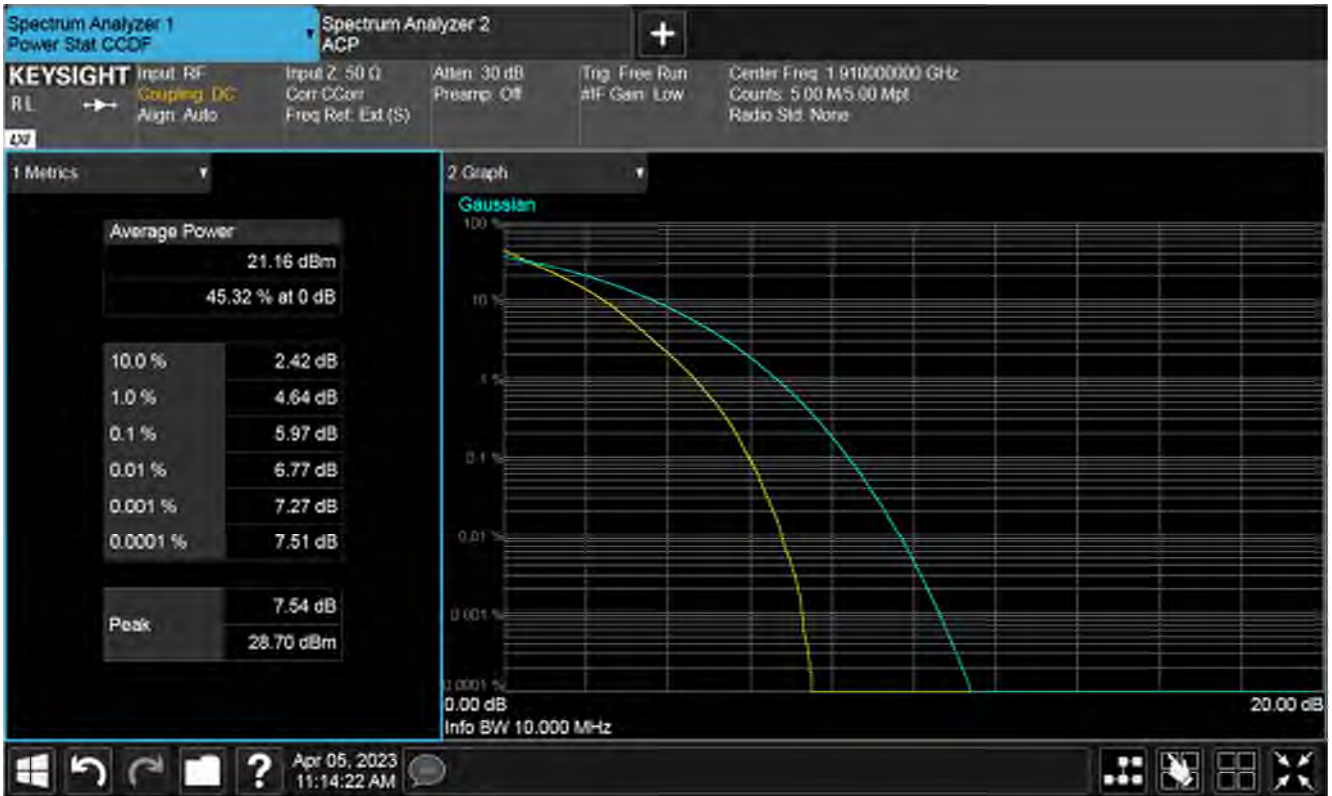 Spectrum Analyzer 1
Power Stat CCDF
Spectrum Analyzer 2
ACP
KEYSIGHT
RL
LXI
Input: RF
Coupling: DC
Align: Auto
Input Z: 50 Ω
Corr CCorr
Freq Ref: Ext (S)
Atten: 30 dB
Preamp: Off
Trig: Free Run
#IF Gain: Low
Center Freq: 1.910000000 GHz
Counts: 5.00 M/5.00 Mpt
Radio Std: None
1 Metrics
Average Power
21.16 dBm
45.32 % at 0 dB
10.0 % 2.42 dB
1.0 % 4.64 dB
0.1 % 5.97 dB
0.01 % 6.77 dB
0.001 % 7.27 dB
0.0001 % 7.51 dB
Peak
7.54 dB
28.70 dBm
2 Graph
Gaussian
100 %
10 %
1 %
0.1 %
0.01 %
0.001 %
0.0001 %
0.00 dB 20.00 dB
Info BW 10.000 MHz
? Apr 05, 2023
11:14:22 AM